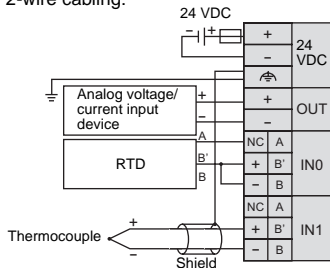 2-wire cabling.
24 VDC
− + + 24 VDC
−
Analog voltage/
current input
device
+ + OUT
− −
A NC A
RTD B' + B' IN0
B − B
NC A
Thermocouple + + B' IN1
− − B
Shield